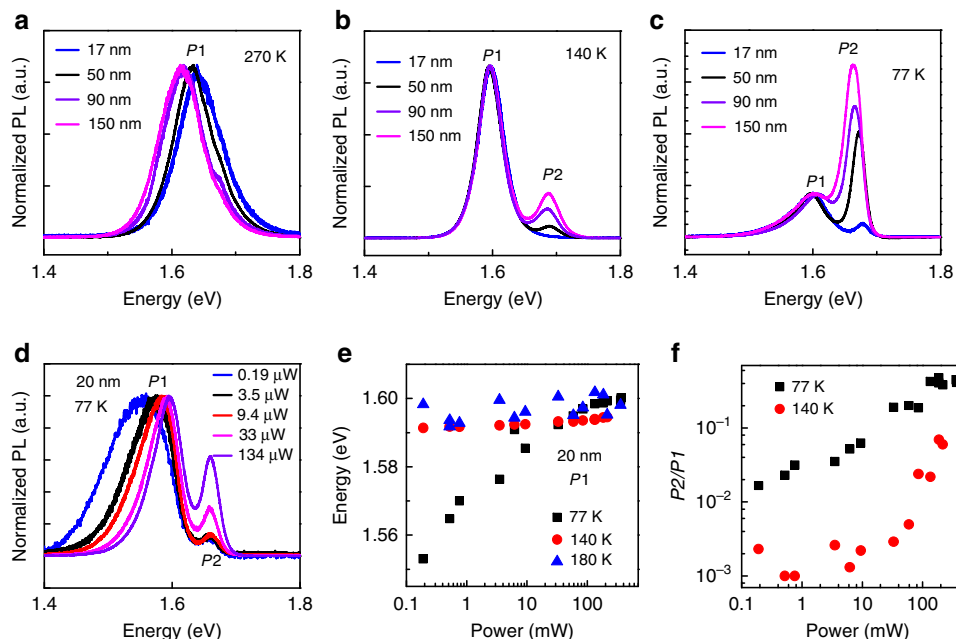 a
P1
270 K
17 nm
50 nm
90 nm
150 nm
Normalized PL (a.u.)
1.4 1.6 1.8
Energy (eV)
b
P1
140 K
17 nm
50 nm
90 nm
150 nm
P2
Normalized PL (a.u.)
1.4 1.6 1.8
Energy (eV)
c
P2
77 K
17 nm
50 nm
90 nm
150 nm
P1
Normalized PL (a.u.)
1.4 1.6 1.8
Energy (eV)
d
20 nm
77 K
P1
0.19 µW
3.5 µW
9.4 µW
33 µW
134 µW
P2
Normalized PL (a.u.)
1.4 1.6 1.8
Energy (eV)
e
1.60
1.58
1.56
Energy (eV)
20 nm
P1
77 K
140 K
180 K
0.1 1 10 100
Power (mW)
f
77 K
140 K
10⁻¹
10⁻²
10⁻³
P2/P1
0.1 1 10 100
Power (mW)